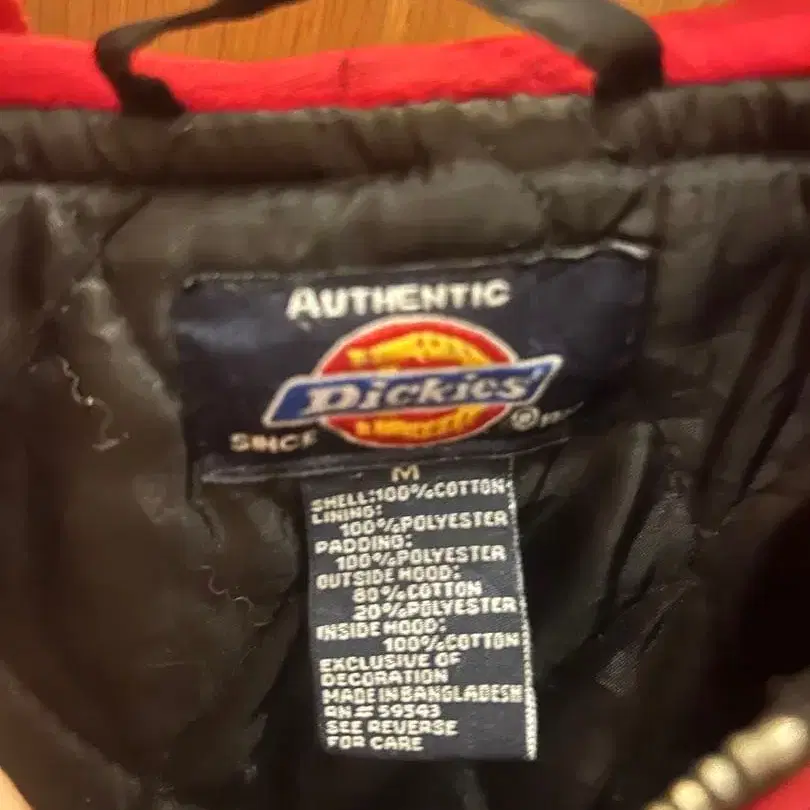 AUTHENTIC
Dickies®
SINCE
M
SHELL:100%COTTON
LINING:
100%POLYESTER
PADDING:
100%POLYESTER
OUTSIDE HOOD:
80%COTTON
20%POLYESTER
INSIDE HOOD:
100%COTTON
EXCLUSIVE OF
DECORATION
MADE IN BANGLADESH
RN# 59543
SEE REVERSE
FOR CARE